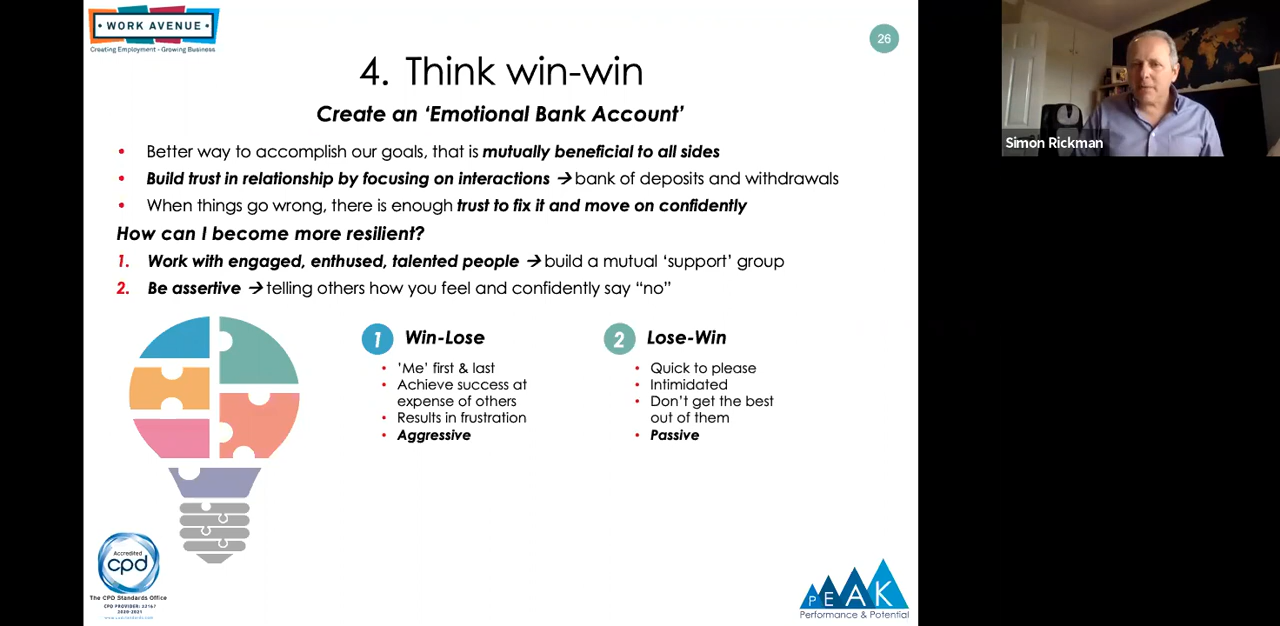 • WORK AVENUE •
Creating Employment - Growing Business
26
4. Think win-win
Create an ‘Emotional Bank Account’
• Better way to accomplish our goals, that is mutually beneficial to all sides
• Build trust in relationship by focusing on interactions → bank of deposits and withdrawals
• When things go wrong, there is enough trust to fix it and move on confidently
How can I become more resilient?
1. Work with engaged, enthused, talented people → build a mutual ‘support’ group
2. Be assertive → telling others how you feel and confidently say “no”
1 Win-Lose
• ’Me’ first & last
• Achieve success at
expense of others
• Results in frustration
• Aggressive
2 Lose-Win
• Quick to please
• Intimidated
• Don’t get the best
out of them
• Passive
Accredited
cpd
The CPD Standards Office
CPD PROVIDER: 22167
2020-2021
www.cpdstandards.com
PEAK
Performance & Potential
Simon Rickman